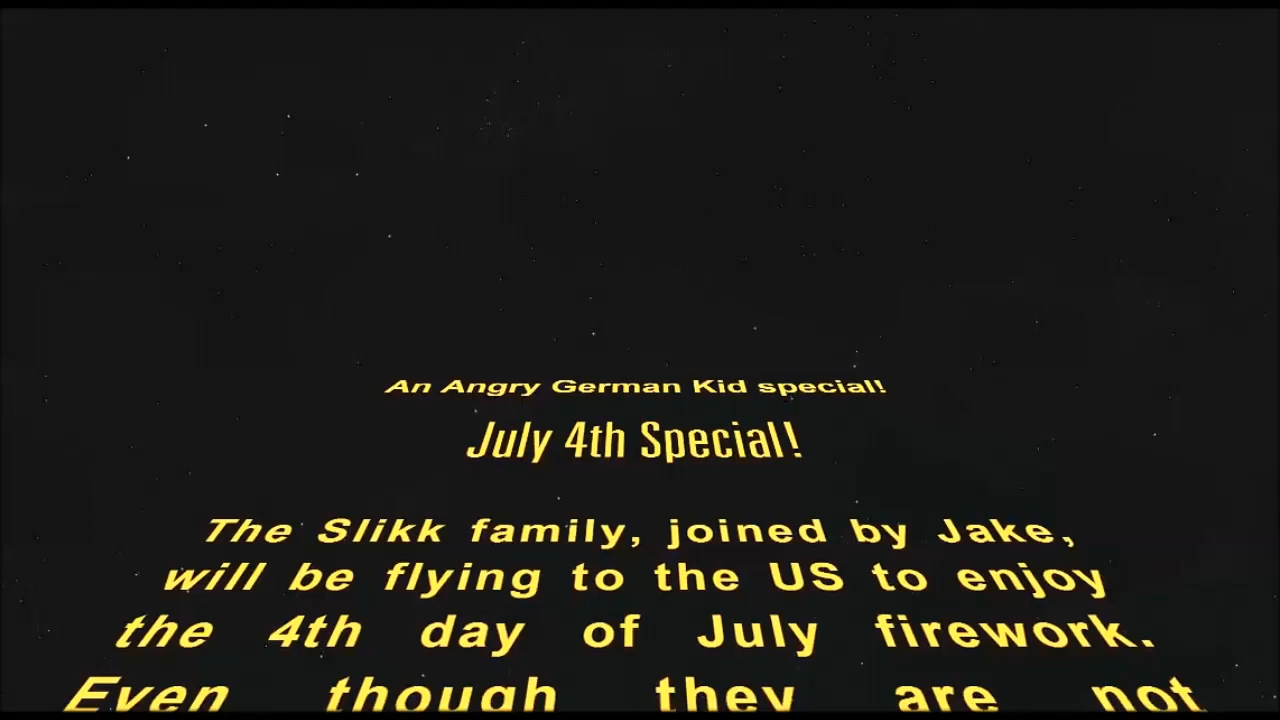 An Angry German Kid special!
July 4th Special!
The Slikk family, joined by Jake,
will be flying to the US to enjoy
the 4th day of July firework.
Even though they are not